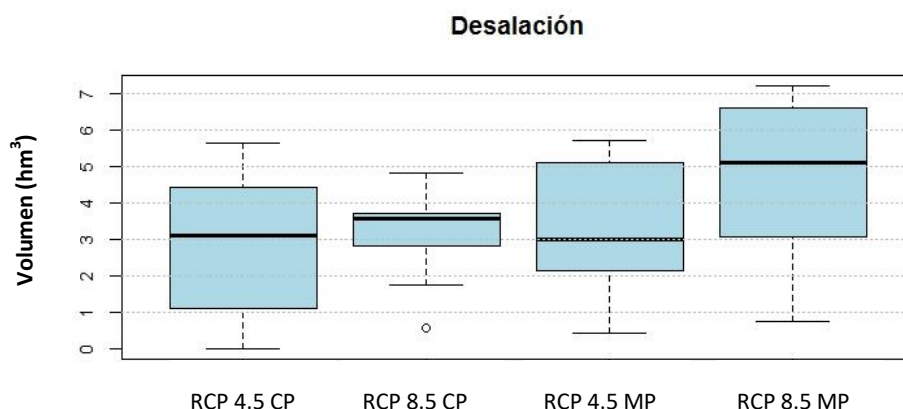 Desalación
Volumen (hm³)
7
6
5
4
3
2
1
0
RCP 4.5 CP RCP 8.5 CP RCP 4.5 MP RCP 8.5 MP